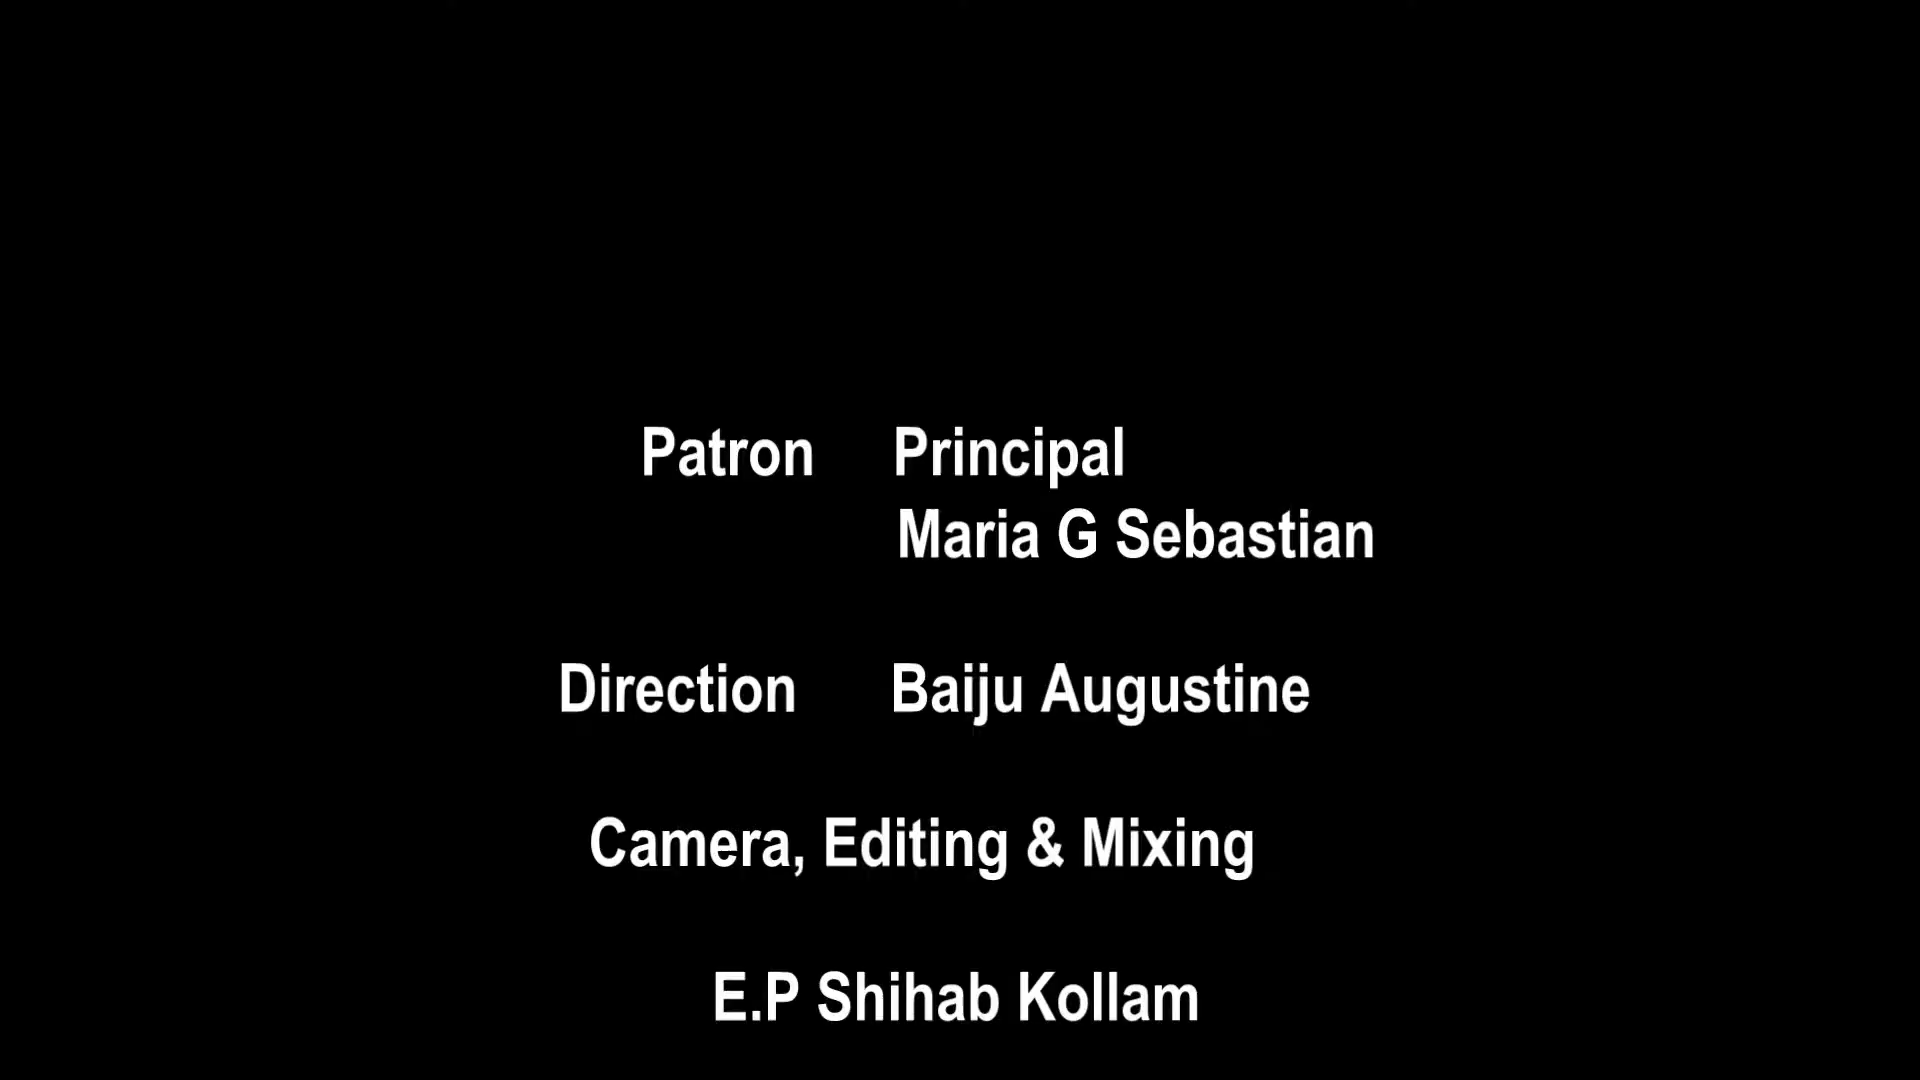 Patron Principal
Maria G Sebastian
Direction Baiju Augustine
Camera, Editing & Mixing
E.P Shihab Kollam